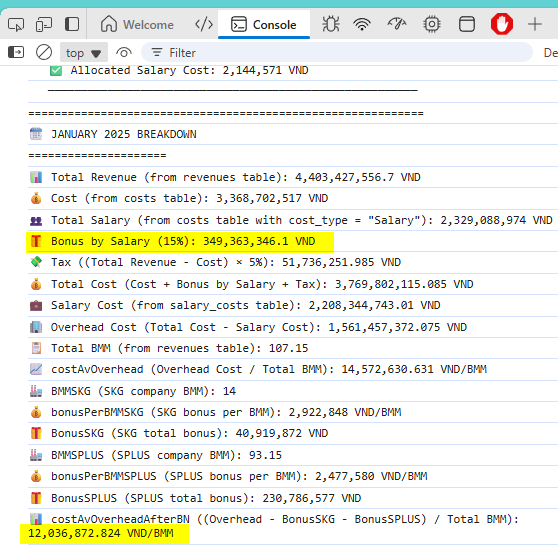 Welcome
Console
top
Filter
De
✅ Allocated Salary Cost: 2,144,571 VND
────────────────────────────────────────────────────────
============================================================
📅 JANUARY 2025 BREAKDOWN
=====================
📊 Total Revenue (from revenues table): 4,403,427,556.7 VND
💰 Cost (from costs table): 3,368,702,517 VND
👥 Total Salary (from costs table with cost_type = "Salary"): 2,329,088,974 VND
🎁 Bonus by Salary (15%): 349,363,346.1 VND
💸 Tax ((Total Revenue - Cost) × 5%): 51,736,251.985 VND
💰 Total Cost (Cost + Bonus by Salary + Tax): 3,769,802,115.085 VND
💼 Salary Cost (from salary_costs table): 2,208,344,743.01 VND
🏢 Overhead Cost (Total Cost - Salary Cost): 1,561,457,372.075 VND
📋 Total BMM (from revenues table): 107.15
📈 costAvOverhead (Overhead Cost / Total BMM): 14,572,630.631 VND/BMM
🏭 BMMSKG (SKG company BMM): 14
💰 bonusPerBMMSKG (SKG bonus per BMM): 2,922,848 VND/BMM
🎁 BonusSKG (SKG total bonus): 40,919,872 VND
🏭 BMMSPLUS (SPLUS company BMM): 93.15
💰 bonusPerBMMSPLUS (SPLUS bonus per BMM): 2,477,580 VND/BMM
🎁 BonusSPLUS (SPLUS total bonus): 230,786,577 VND
📊 costAvOverheadAfterBN ((Overhead - BonusSKG - BonusSPLUS) / Total BMM):
12,036,872.824 VND/BMM